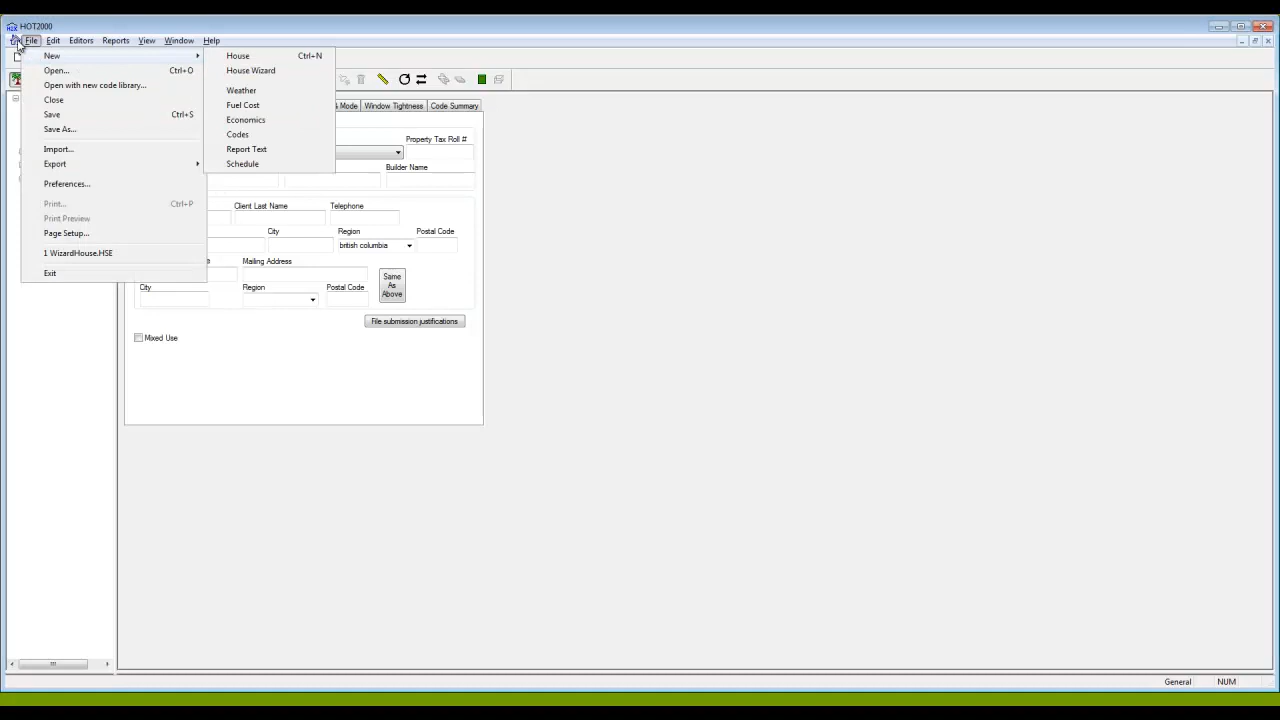 HOT2000
File Edit Editors Reports View Window Help
New
Open... Ctrl+O
Open with new code library...
Close
Save Ctrl+S
Save As...
Import...
Export
Preferences...
Print... Ctrl+P
Print Preview
Page Setup...
1 WizardHouse.HSE
Exit
House Ctrl+N
House Wizard
Weather
Fuel Cost
Economics
Codes
Report Text
Schedule
Mode Window Tightness Code Summary
Property Tax Roll #
Builder Name
Client Last Name Telephone
City Region Postal Code
british columbia
Mailing Address
City Region Postal Code
Same
As
Above
File submission justifications
Mixed Use
General NUM